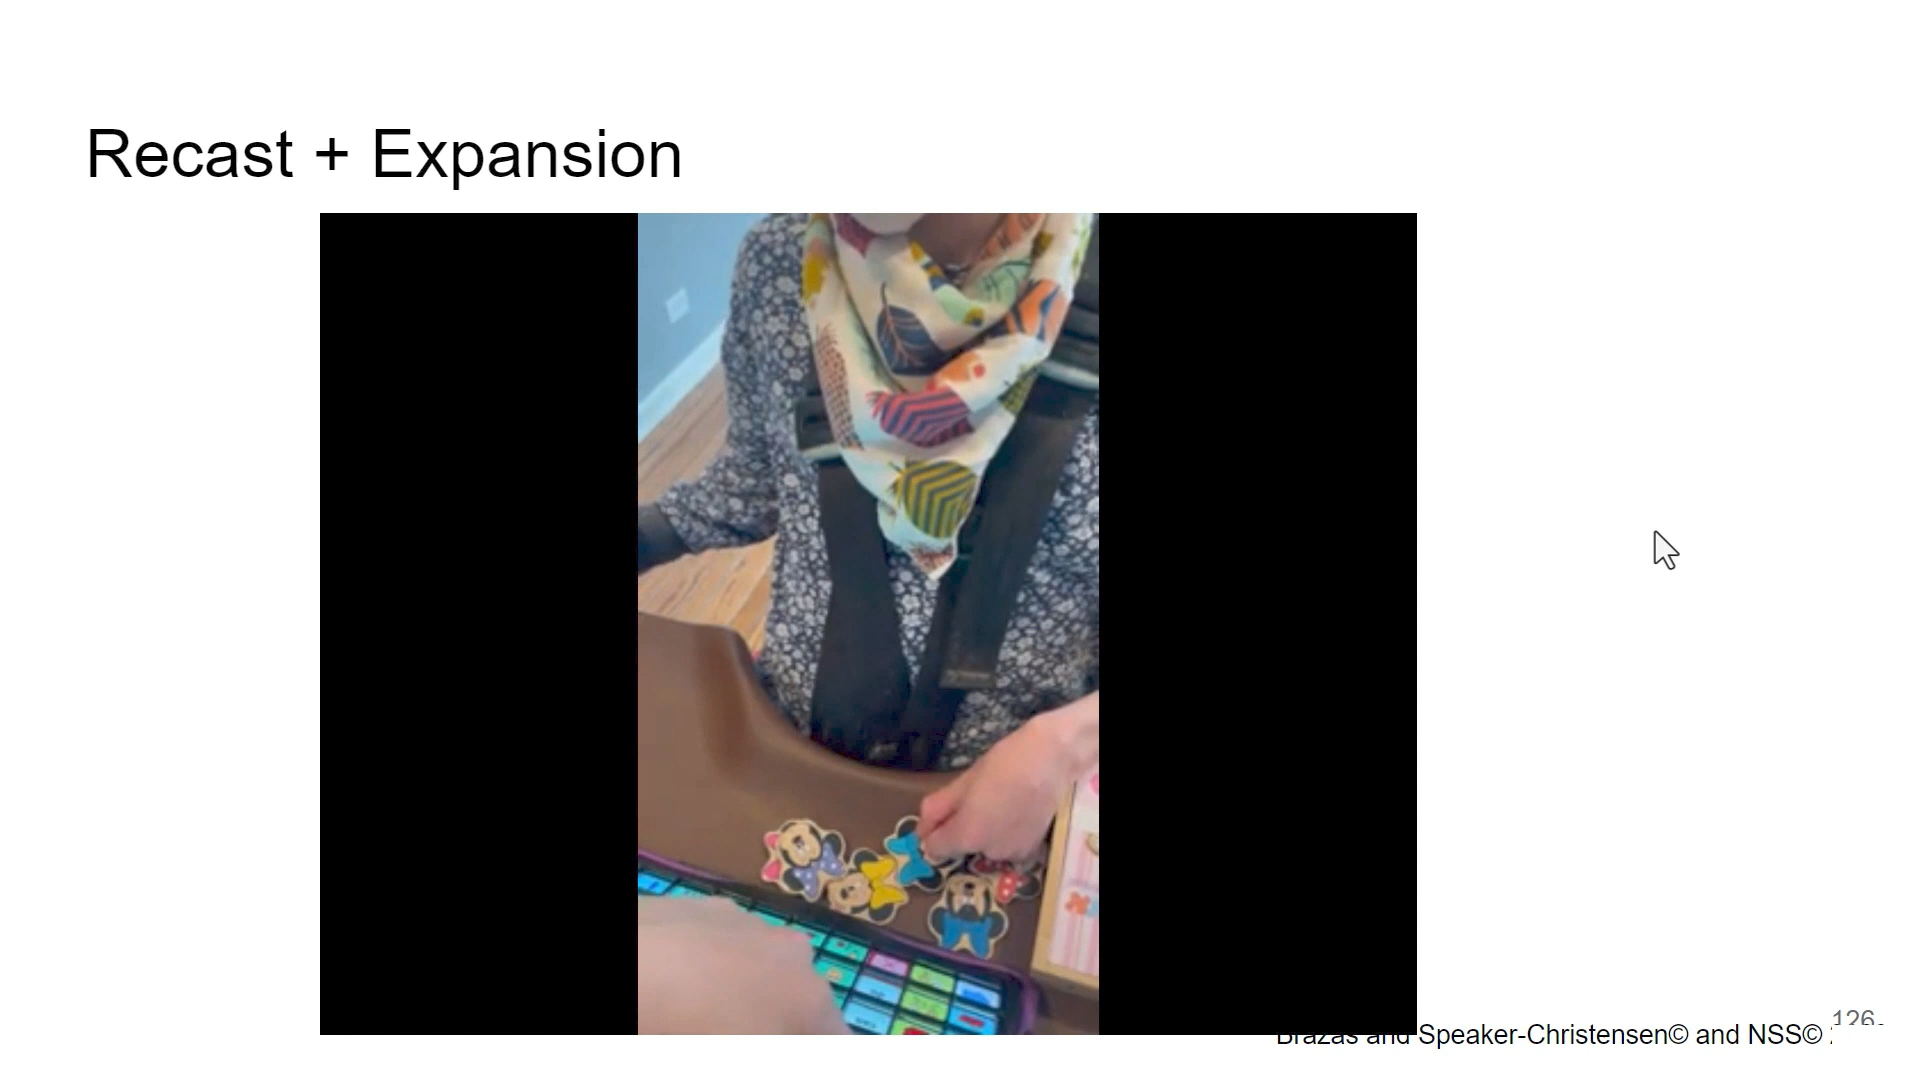 Recast + Expansion
126
Brazas and Speaker-Christensen© and NSS©